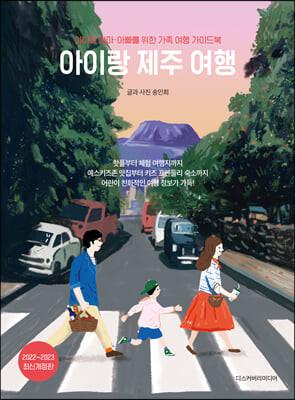 엄마-아빠를 위한 가족 여행 가이드북
아이랑 제주 여행
글과 사진 송인희
핫플부터 체험 여행지까지
예스키즈존 맛집부터 키즈 프렌들리 숙소까지
어린이 친화적인 여행 정보가 가득!
2022~2023
최신개정판
디스커버리미디어